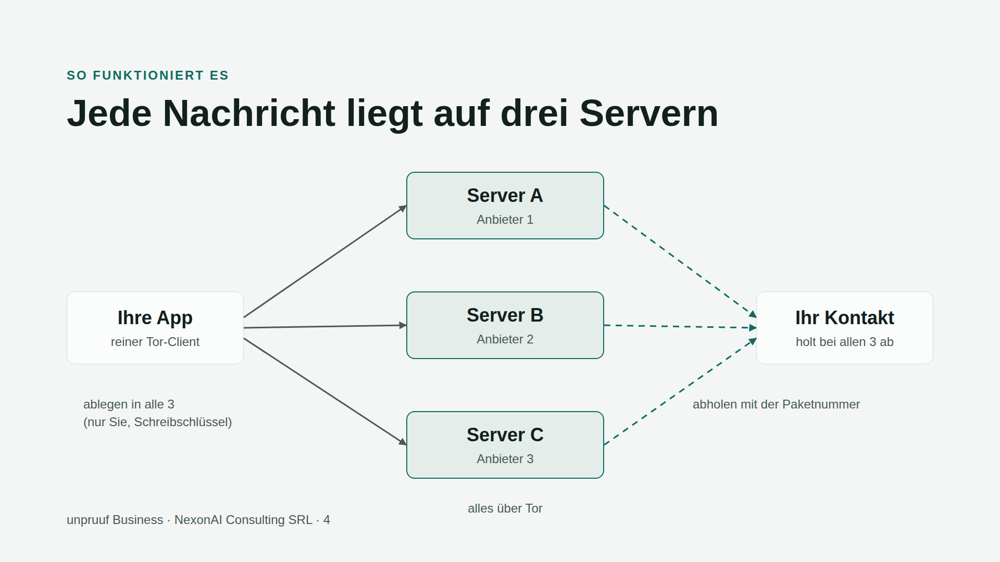 SO FUNKTIONIERT ES
Jede Nachricht liegt auf drei Servern
Server A
Anbieter 1
Ihre App
reiner Tor-Client
Server B
Anbieter 2
Ihr Kontakt
holt bei allen 3 ab
ablegen in alle 3
(nur Sie, Schreibschlüssel)
abholen mit der Paketnummer
Server C
Anbieter 3
alles über Tor
unpruuf Business · NexonAI Consulting SRL · 4